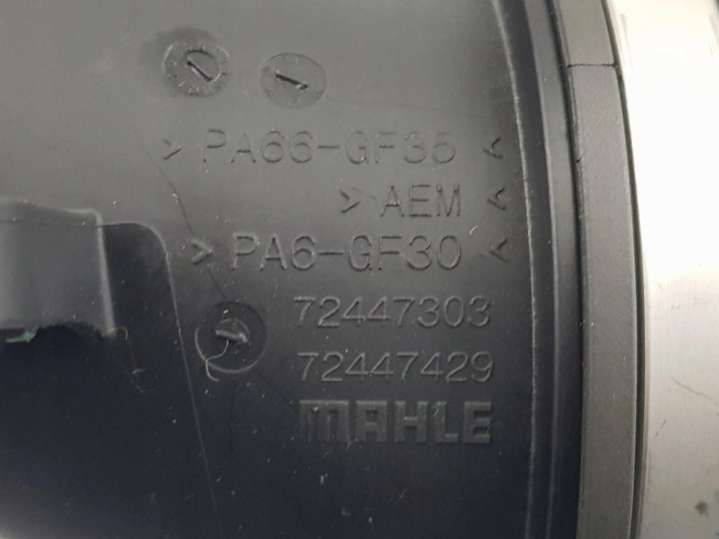 > PA66-GF35 <
> AEM <
> PA6-GF30 <
72447303
72447429
MAHLE